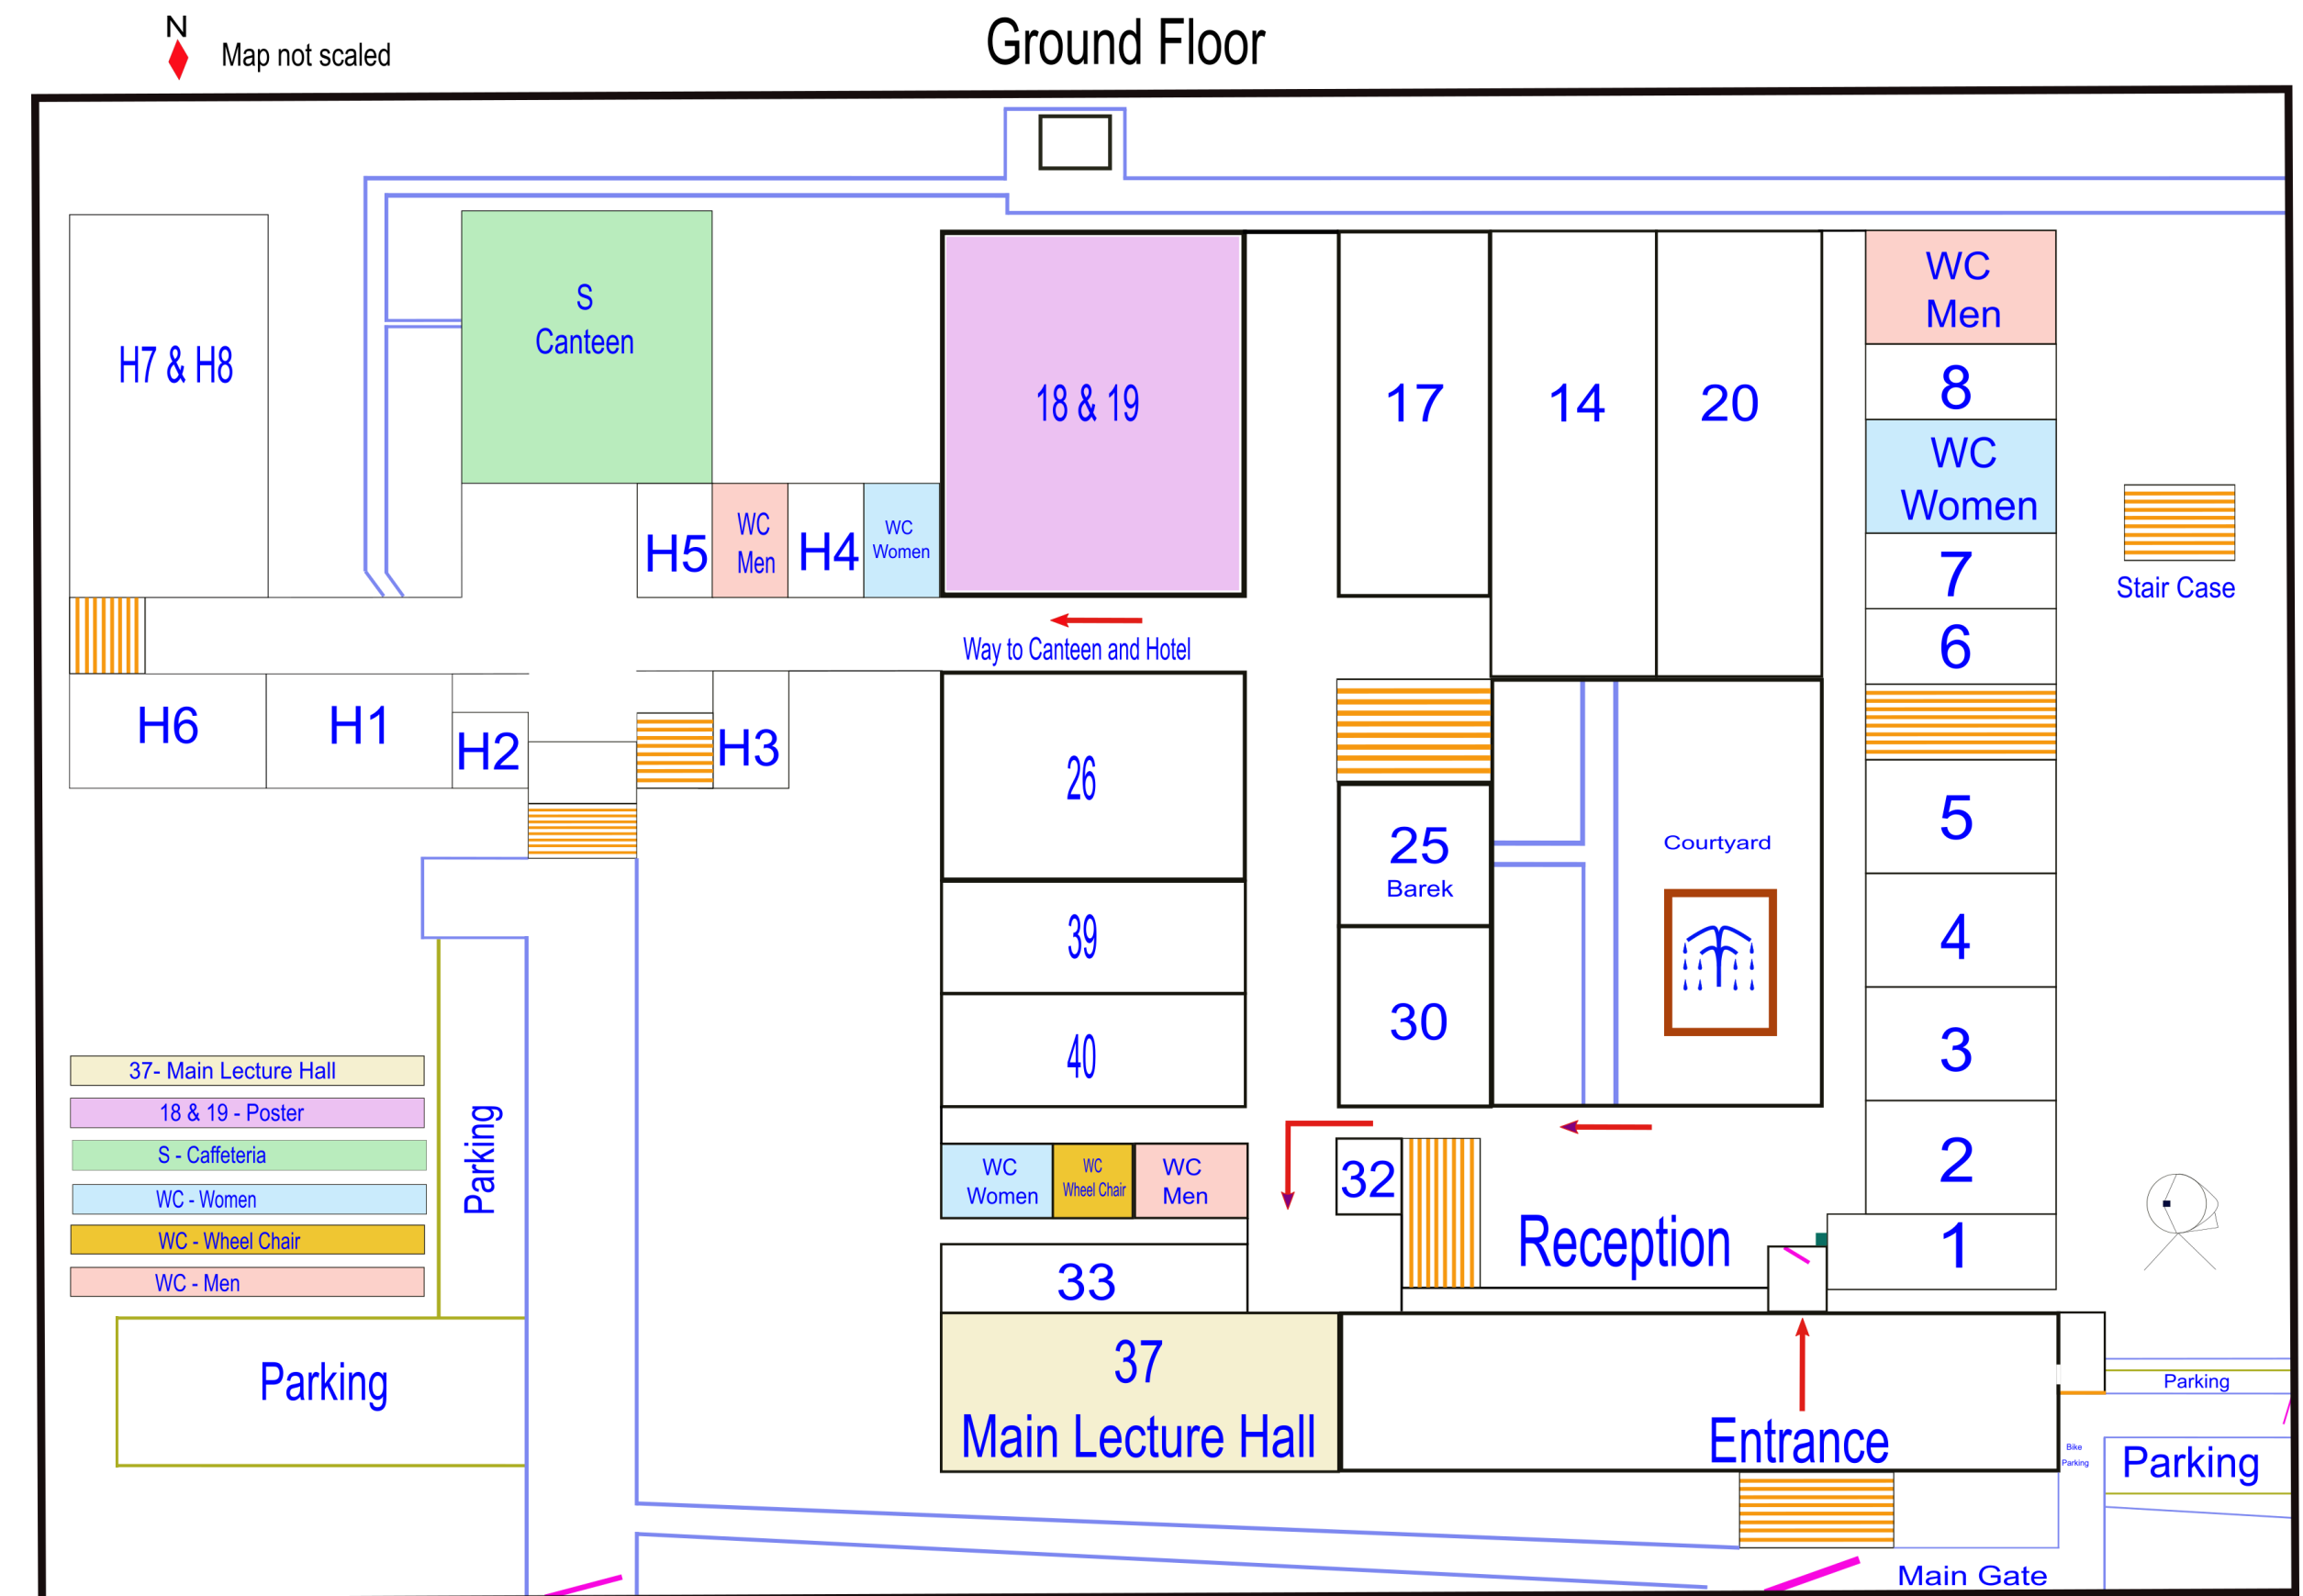 N
Map not scaled
Ground Floor
H7 & H8
S
Canteen
18 & 19
17
14
20
WC
Men
8
WC
Women
7
6
Stair Case
H5
WC
Men
H4
WC
Women
Way to Canteen and Hotel
H6
H1
H2
H3
26
25
Barek
Courtyard
5
39
4
30
40
3
37- Main Lecture Hall
18 & 19 - Poster
S - Caffeteria
WC - Women
WC - Wheel Chair
WC - Men
Parking
WC
Women
WC
Wheel Chair
WC
Men
32
2
Reception
1
33
37
Main Lecture Hall
Parking
Entrance
Parking
Bike
Parking
Parking
Main Gate